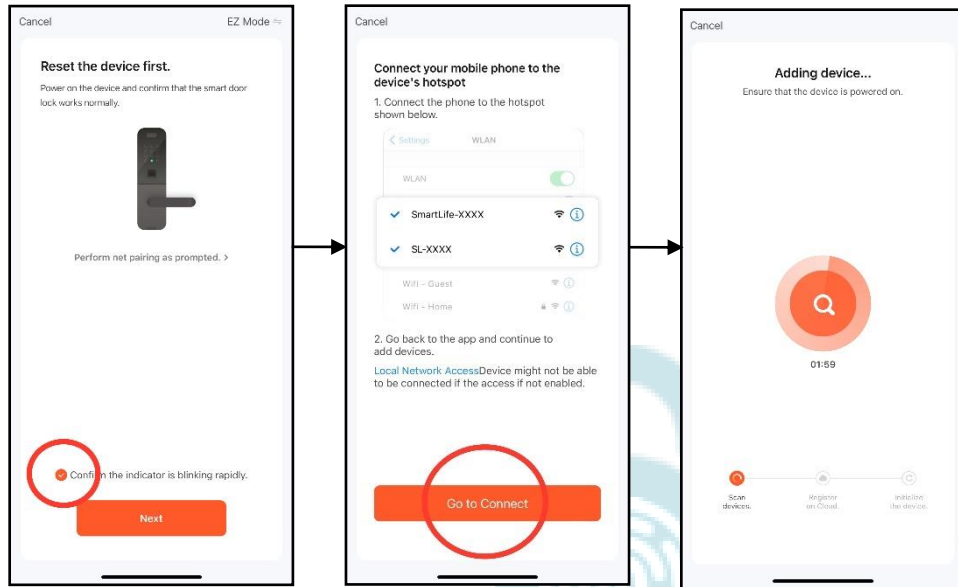 Cancel
EZ Mode ⇋
Reset the device first.
Power on the device and confirm that the smart door
lock works normally.
Perform net pairing as prompted. >
Confirm the indicator is blinking rapidly.
Next
Cancel
Connect your mobile phone to the
device's hotspot
1. Connect the phone to the hotspot
shown below.
< Settings WLAN
WLAN
SmartLife-XXXX
SL-XXXX
Wifi – Guest
Wifi – Home
2. Go back to the app and continue to
add devices.
Local Network AccessDevice might not be able
to be connected if the access if not enabled.
Go to Connect
Cancel
Adding device...
Ensure that the device is powered on.
01:59
Scan
devices.
Register
on Cloud.
Initialize
the device.